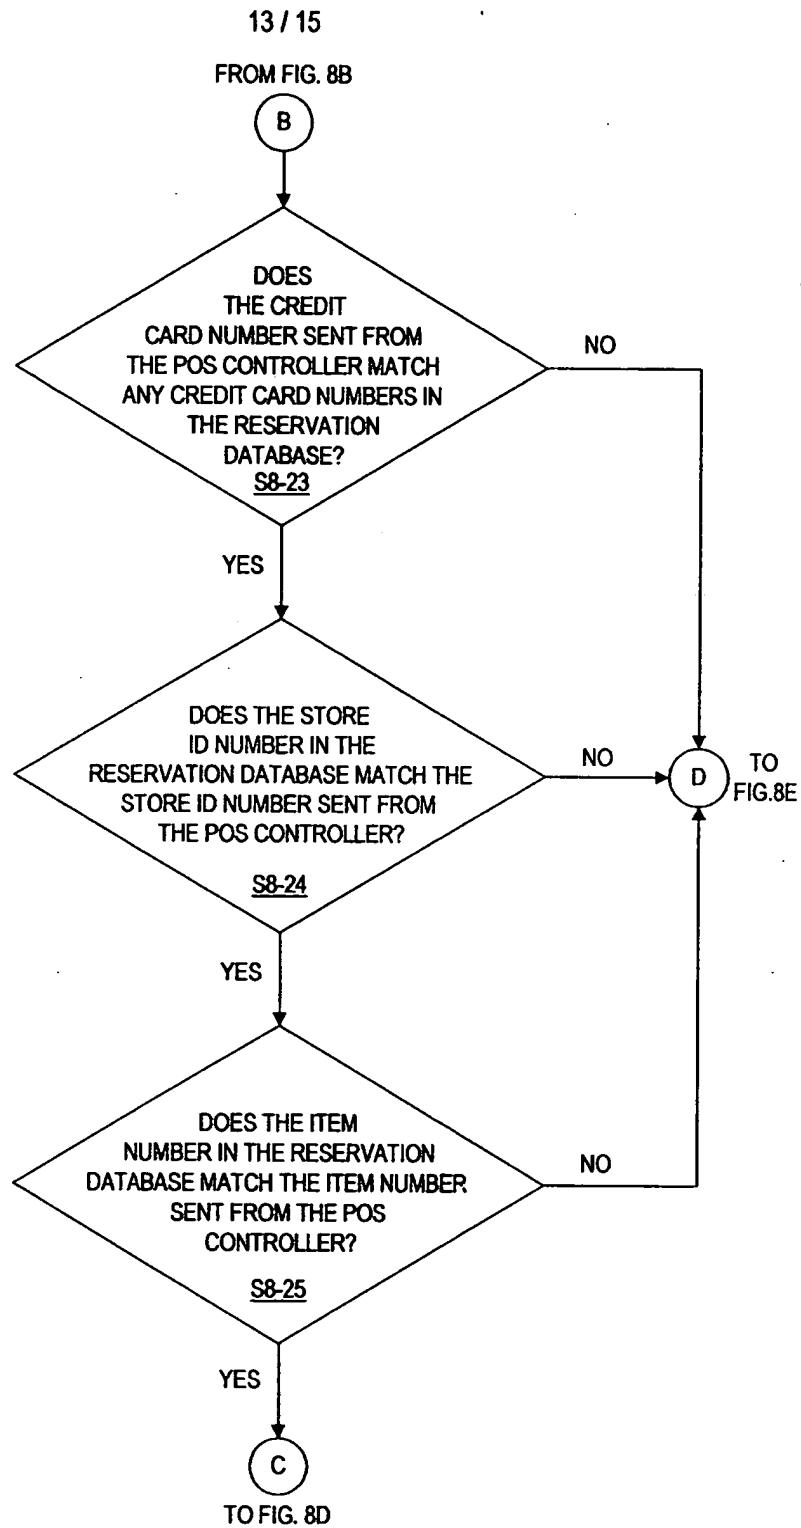 13 / 15
FROM FIG. 8B
B
DOES
THE CREDIT
CARD NUMBER SENT FROM
THE POS CONTROLLER MATCH
ANY CREDIT CARD NUMBERS IN
THE RESERVATION
DATABASE?
S8-23
NO
YES
DOES THE STORE
ID NUMBER IN THE
RESERVATION DATABASE MATCH THE
STORE ID NUMBER SENT FROM
THE POS CONTROLLER?
S8-24
NO
D
TO
FIG.8E
YES
DOES THE ITEM
NUMBER IN THE RESERVATION
DATABASE MATCH THE ITEM NUMBER
SENT FROM THE POS
CONTROLLER?
S8-25
NO
YES
C
TO FIG. 8D